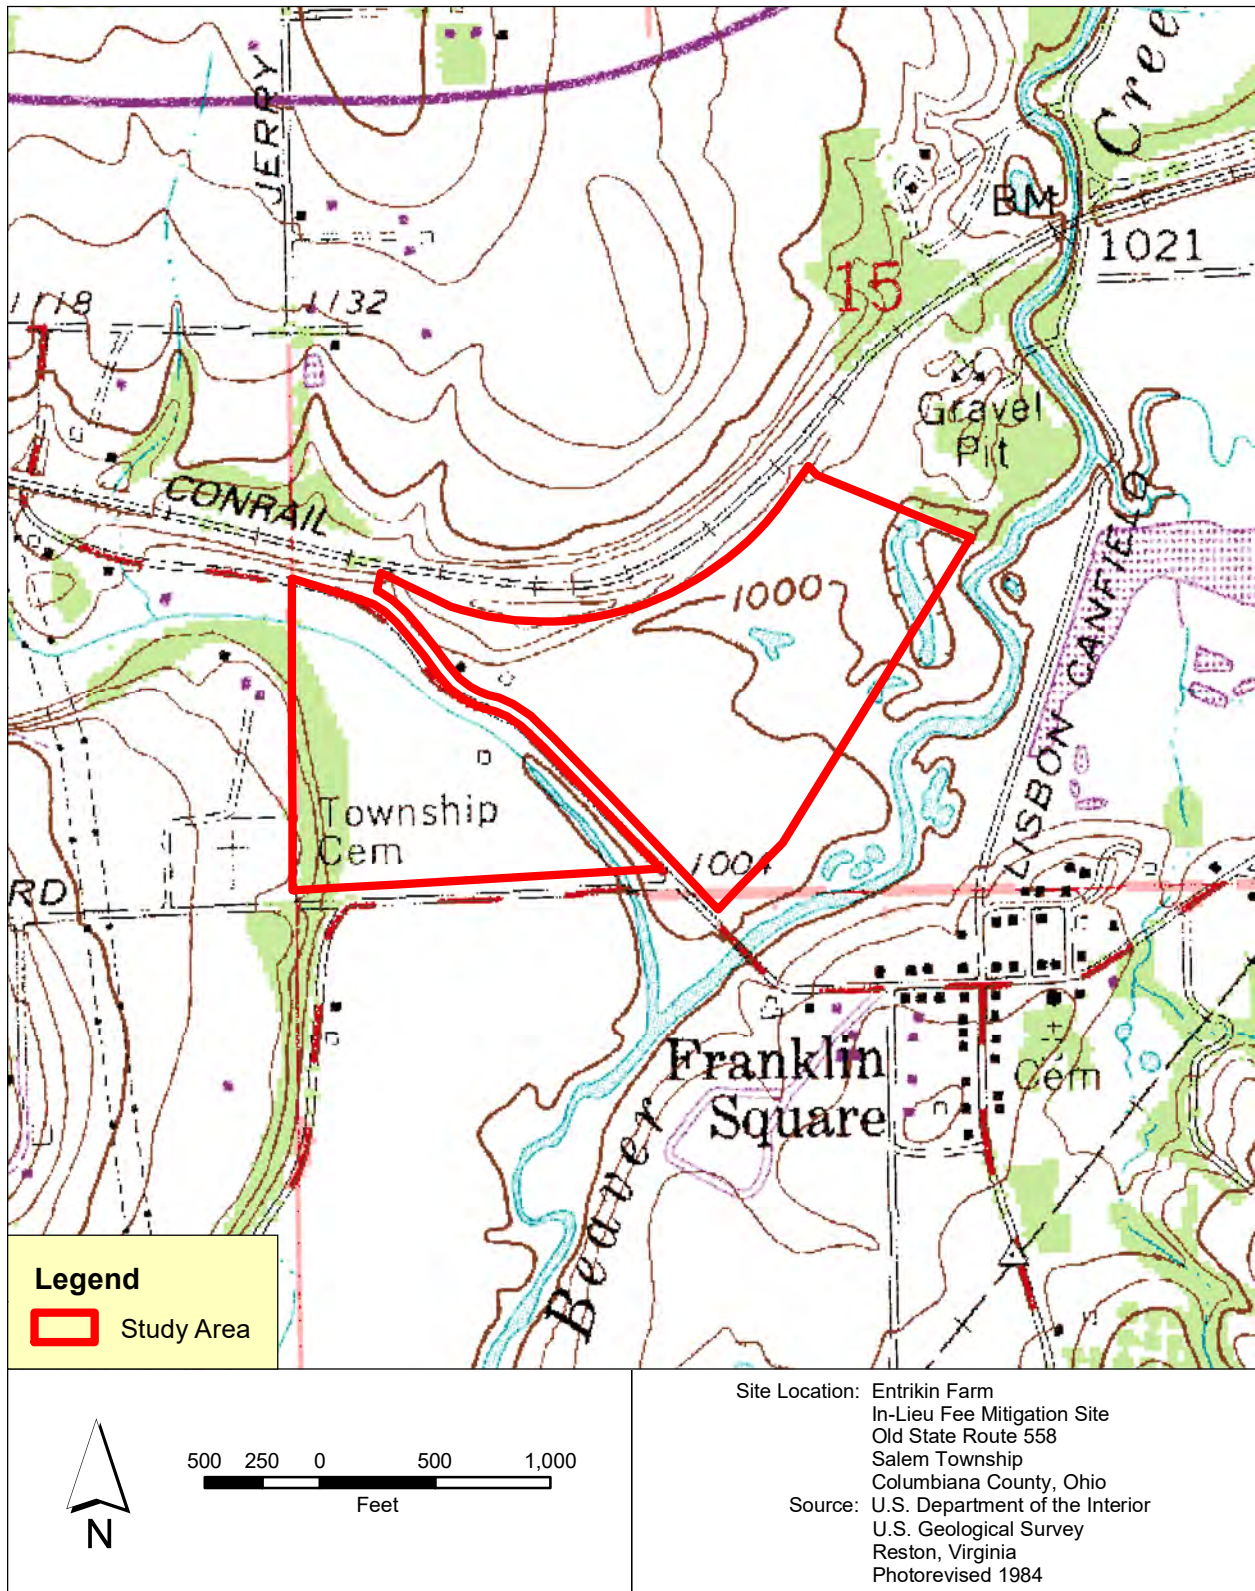 Cree
JERRY
BM
1021
15
1118
1132
Gravel
Pit
CONRAIL
LISBON CANFIELD
1000
Township
Cem
1004
RD
Franklin
Square
Cem
Beaver
Legend
Study Area
N
500 250 0 500 1,000
Feet
Site Location: Entrikin Farm
In-Lieu Fee Mitigation Site
Old State Route 558
Salem Township
Columbiana County, Ohio
Source: U.S. Department of the Interior
U.S. Geological Survey
Reston, Virginia
Photorevised 1984